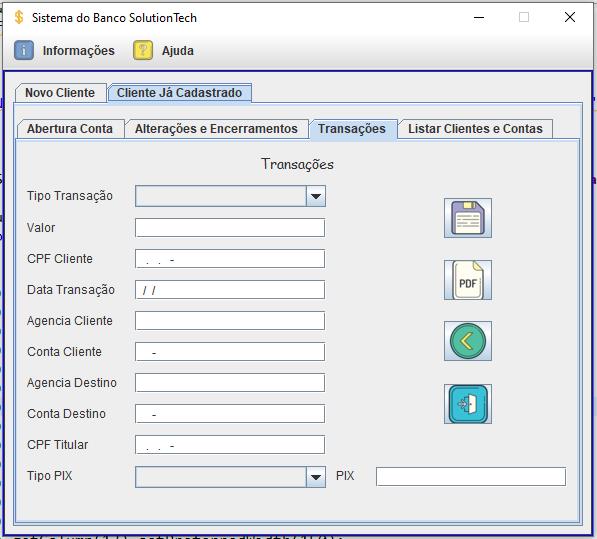 Sistema do Banco SolutionTech
Informações Ajuda
Novo Cliente Cliente Já Cadastrado
Abertura Conta Alterações e Encerramentos Transações Listar Clientes e Contas
Transações
Tipo Transação
Valor
CPF Cliente . . -
PDF
Data Transação / /
Agencia Cliente
Conta Cliente -
Agencia Destino
Conta Destino -
CPF Titular . . -
Tipo PIX PIX